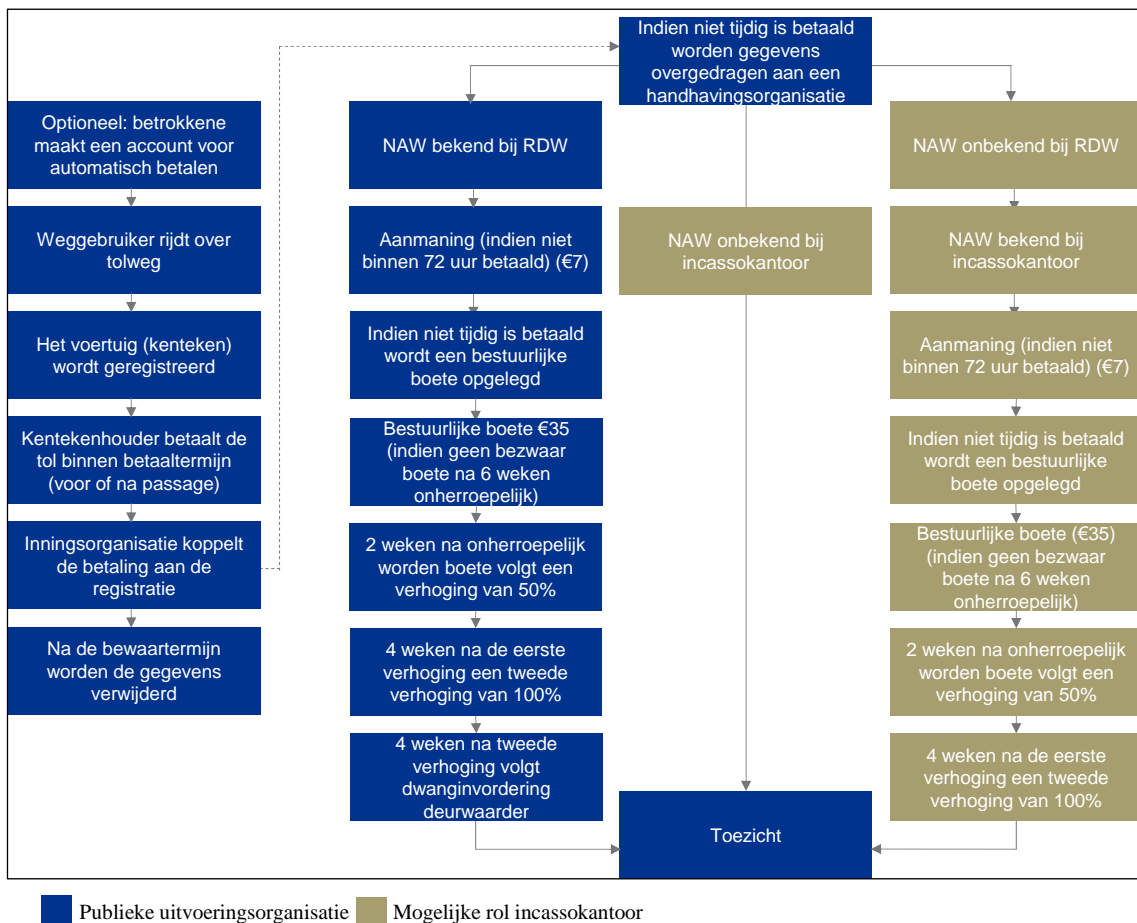 Indien niet tijdig is betaald
worden gegevens
overgedragen aan een
handhavingsorganisatie
Optioneel: betrokkene
maakt een account voor
automatisch betalen
Weggebruiker rijdt over
tolweg
Het voertuig (kenteken)
wordt geregistreerd
Kentekenhouder betaalt de
tol binnen betaaltermijn
(voor of na passage)
Inningsorganisatie koppelt
de betaling aan de
registratie
Na de bewaartermijn
worden de gegevens
verwijderd
NAW bekend bij RDW
Aanmaning (indien niet
binnen 72 uur betaald) (€7)
Indien niet tijdig is betaald
wordt een bestuurlijke
boete opgelegd
Bestuurlijke boete €35
(indien geen bezwaar
boete na 6 weken
onherroepelijk)
2 weken na onherroepelijk
worden boete volgt een
verhoging van 50%
4 weken na de eerste
verhoging een tweede
verhoging van 100%
4 weken na tweede
verhoging volgt
dwanginvordering
deurwaarder
NAW onbekend bij
incassokantoor
Toezicht
NAW onbekend bij RDW
NAW bekend bij
incassokantoor
Aanmaning (indien niet
binnen 72 uur betaald) (€7)
Indien niet tijdig is betaald
wordt een bestuurlijke
boete opgelegd
Bestuurlijke boete (€35)
(indien geen bezwaar
boete na 6 weken
onherroepelijk)
2 weken na onherroepelijk
worden boete volgt een
verhoging van 50%
4 weken na de eerste
verhoging een tweede
verhoging van 100%
Publieke uitvoeringsorganisatie
Mogelijke rol incassokantoor